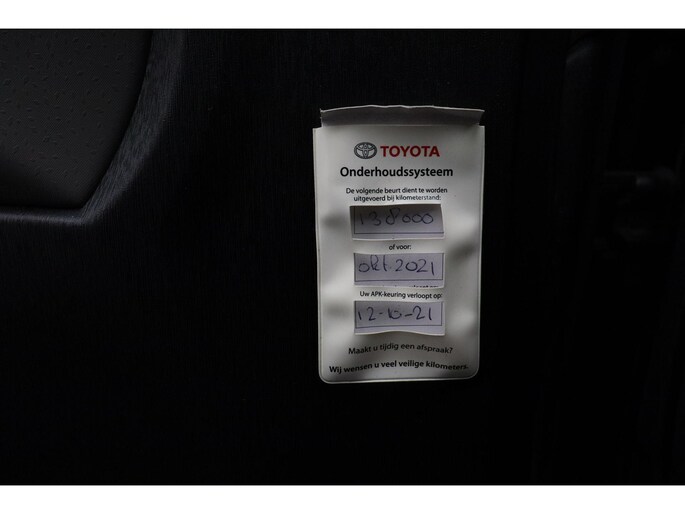 TOYOTA
Onderhoudssysteem
De volgende beurt dient te worden
uitgevoerd bij kilometerstand:
138000
of voor:
okt 2021
Uw APK-keuring verloopt op:
12-10-21
Maakt u tijdig een afspraak?
Wij wensen u veel veilige kilometers.